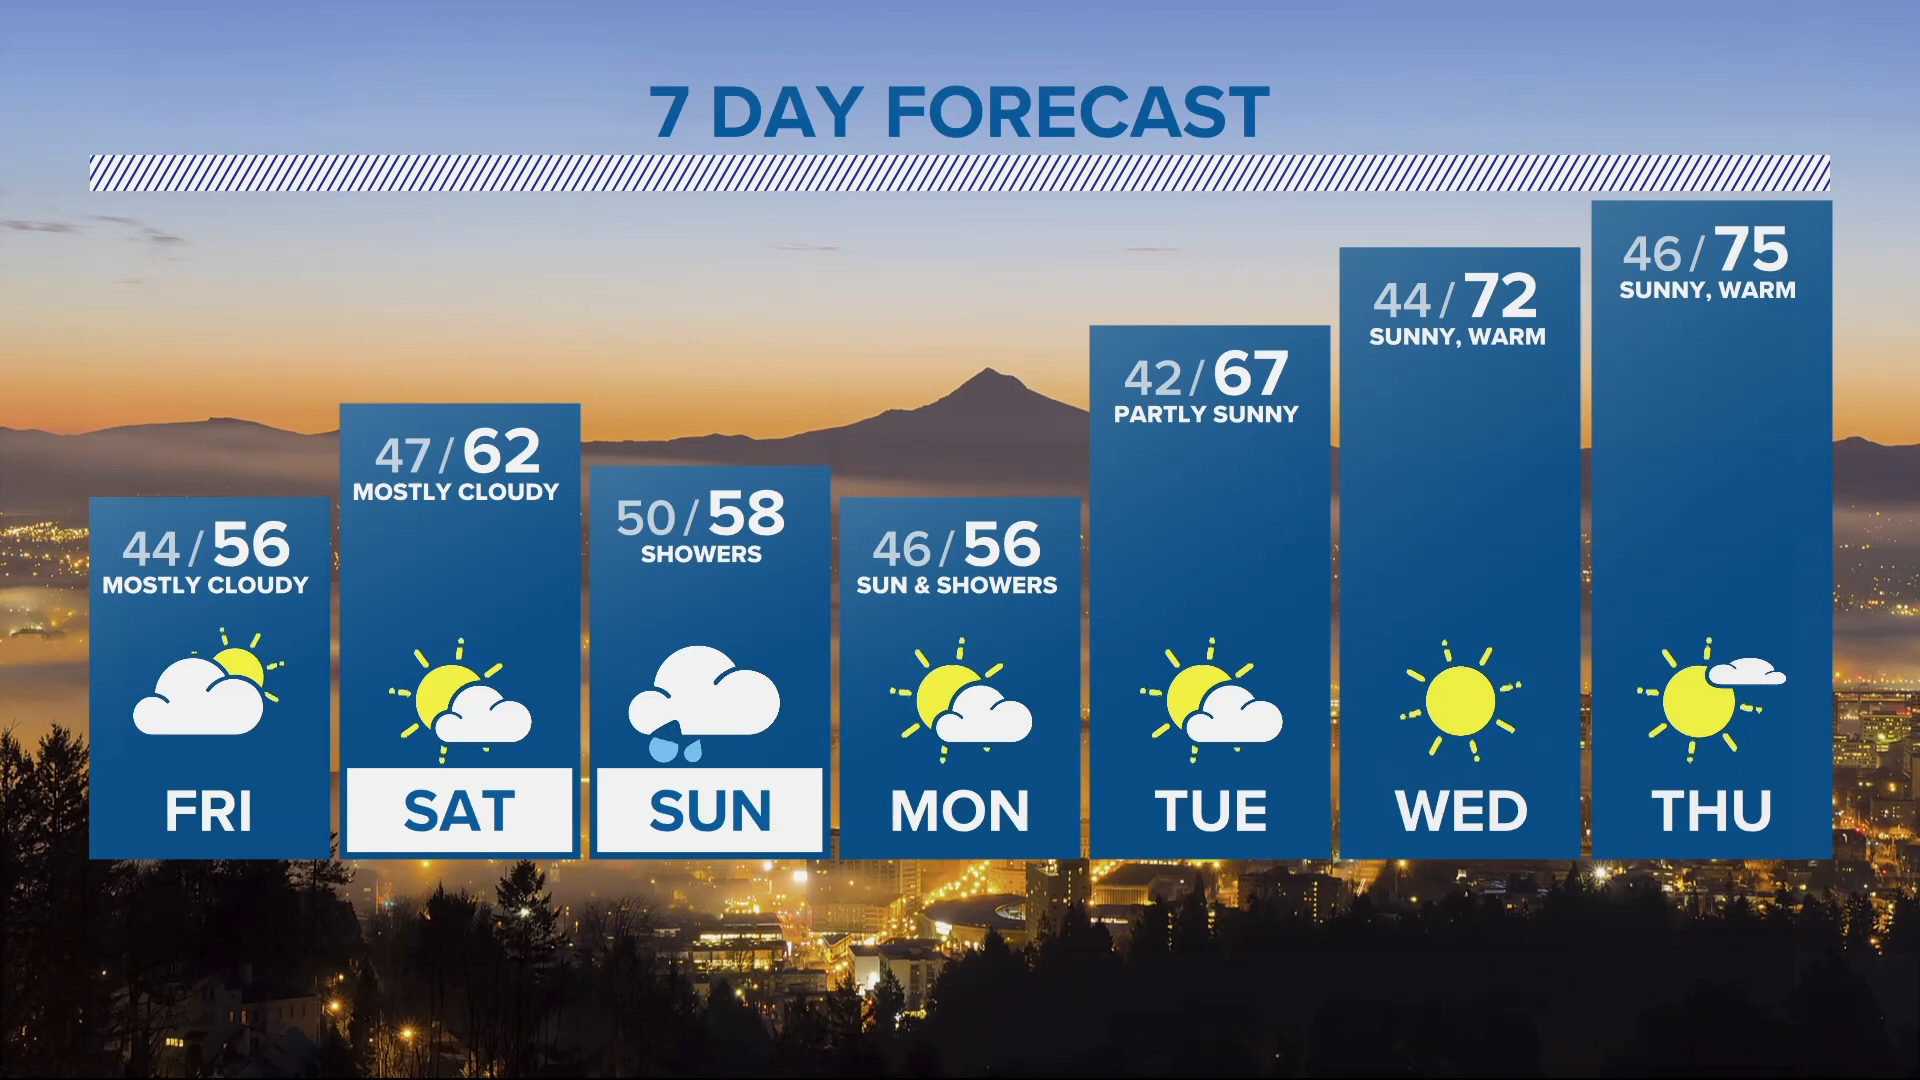 7 DAY FORECAST
44/56
MOSTLY CLOUDY
FRI
47/62
MOSTLY CLOUDY
SAT
50/58
SHOWERS
SUN
46/56
SUN & SHOWERS
MON
42/67
PARTLY SUNNY
TUE
44/72
SUNNY, WARM
WED
46/75
SUNNY, WARM
THU